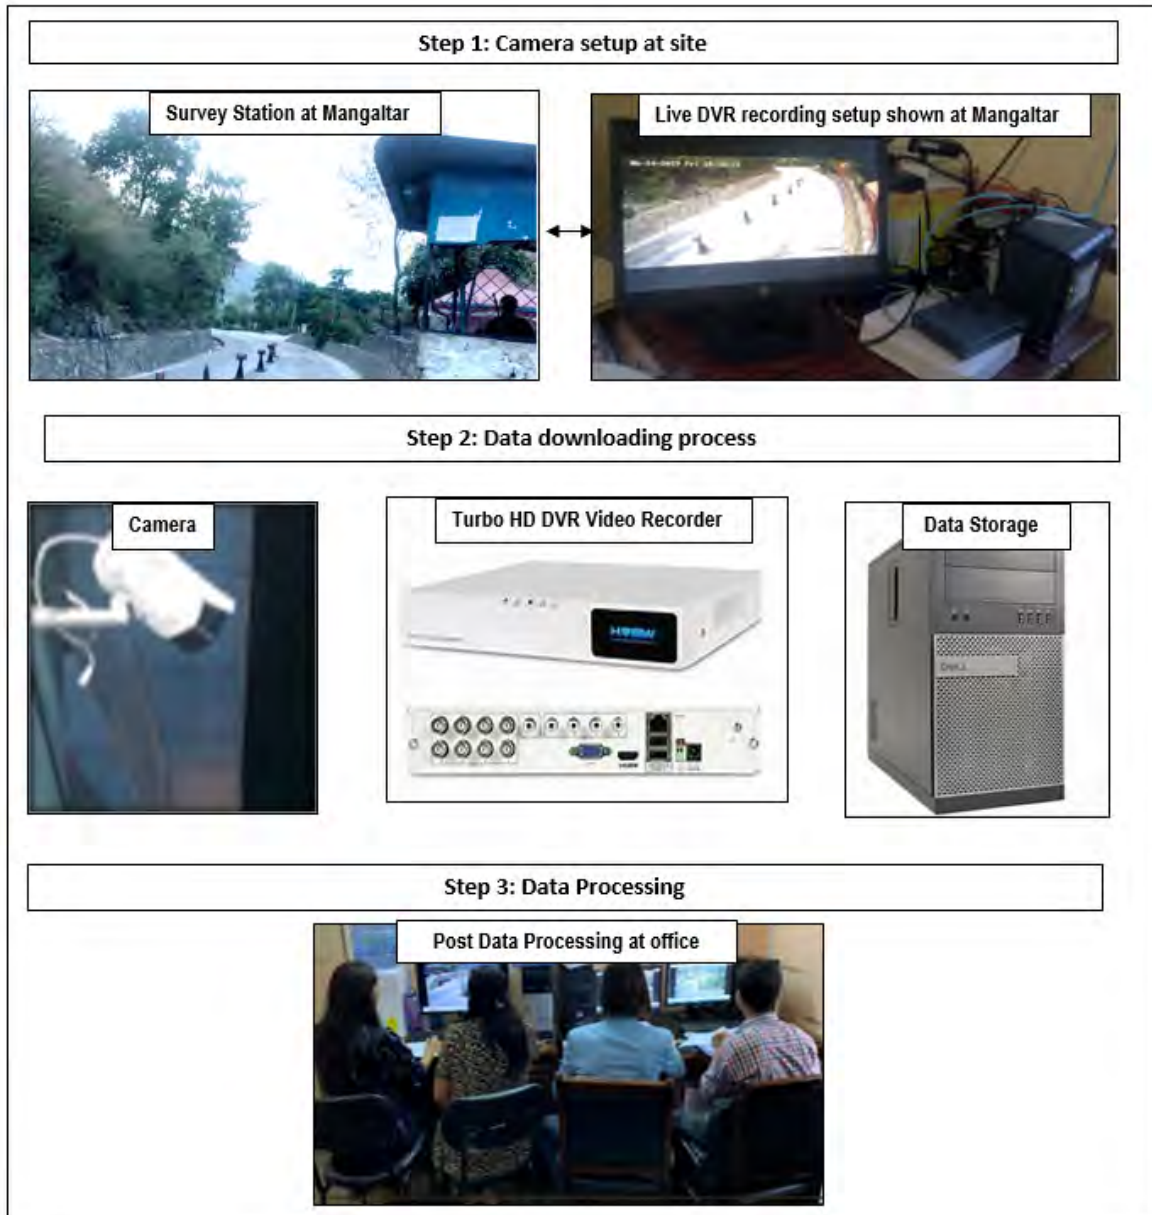 Step 1: Camera setup at site
Survey Station at Mangaltar
Live DVR recording setup shown at Mangaltar
Step 2: Data downloading process
Camera
Turbo HD DVR Video Recorder
Data Storage
DELL
Step 3: Data Processing
Post Data Processing at office